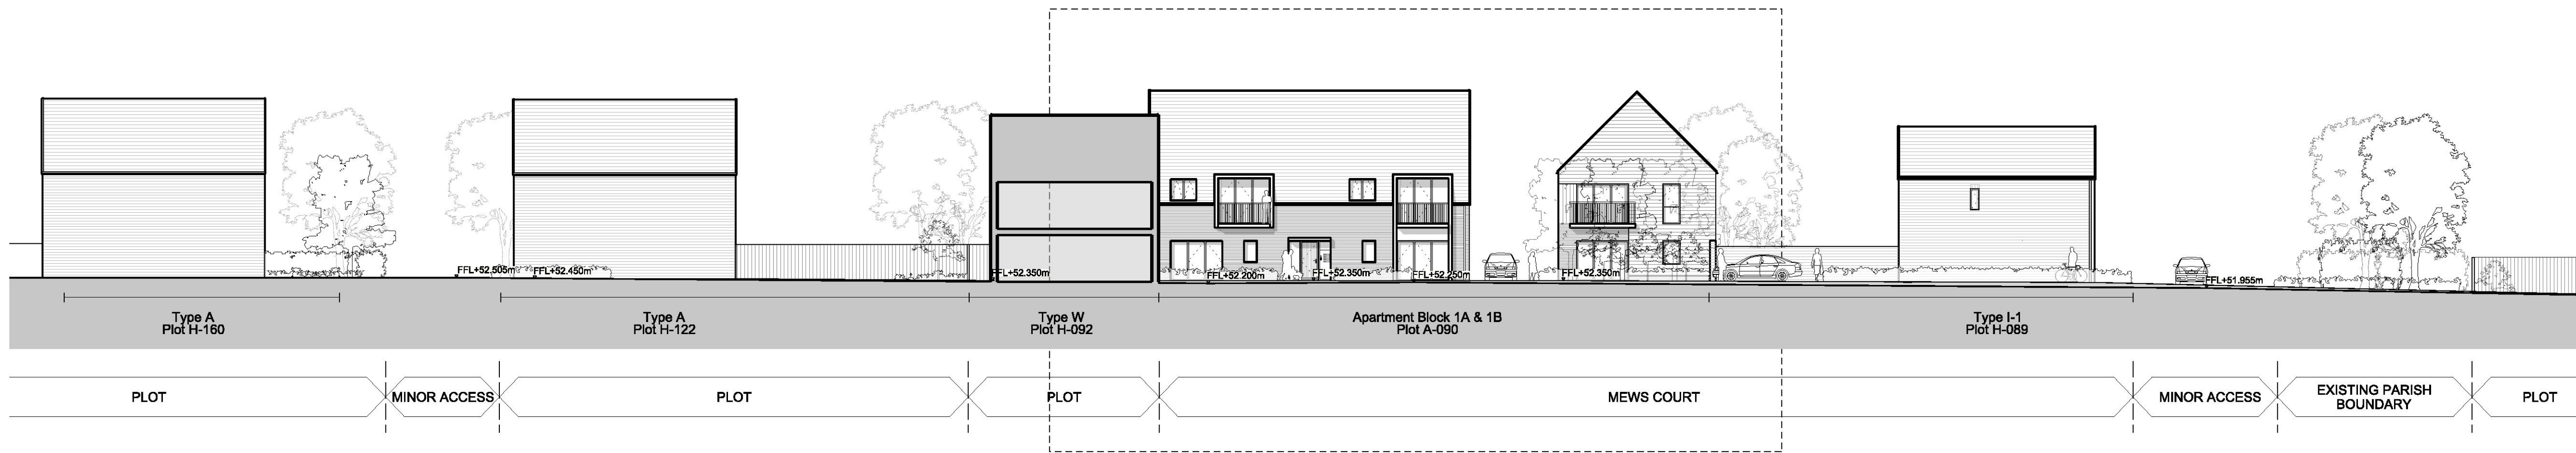 FFL+52.505m
FFL+52.450m
FFL+52.350m
FFL+52.200m
FFL+52.350m
FFL+52.250m
FFL+52.350m
FFL+51.955m
Type A
Plot H-160
Type A
Plot H-122
Type W
Plot H-092
Apartment Block 1A & 1B
Plot A-090
Type I-1
Plot H-089
PLOT
MINOR ACCESS
PLOT
PLOT
MEWS COURT
MINOR ACCESS
EXISTING PARISH
BOUNDARY
PLOT